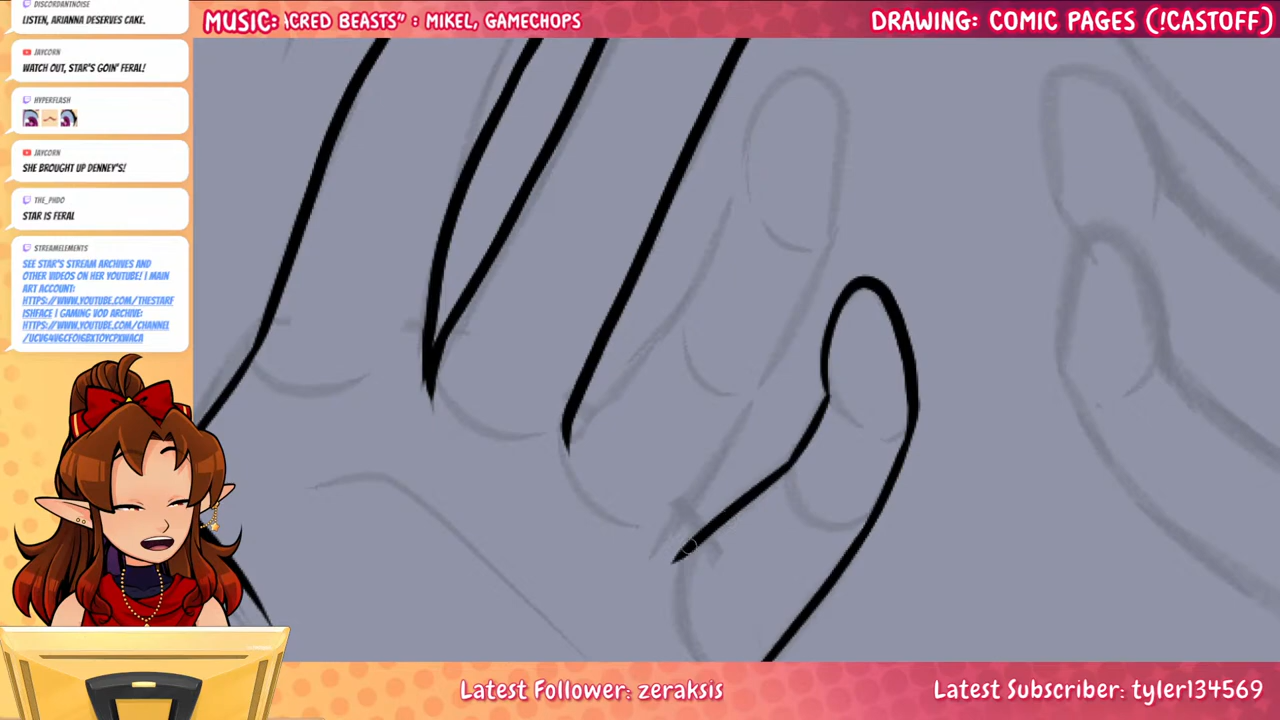 DISCORDANTNOISE
LISTEN, ARIANNA DESERVES CAKE.
JAYCORN
WATCH OUT, STAR'S GOIN' FERAL!
HYPERFLASH
JAYCORN
SHE BROUGHT UP DENNEY'S!
THE_PHDO
STAR IS FERAL
STREAMELEMENTS
SEE STAR'S STREAM ARCHIVES AND
OTHER VIDEOS ON HER YOUTUBE! | MAIN
ART ACCOUNT:
HTTPS://WWW.YOUTUBE.COM/THESTARF
ISHFACE | GAMING VOD ARCHIVE:
HTTPS://WWW.YOUTUBE.COM/CHANNEL
MUSIC: ACRED BEASTS" : MIKEL, GAMECHOPS
DRAWING: COMIC PAGES (!CASTOFF)
Latest Follower: zeraksis
Latest Subscriber: tyler134569